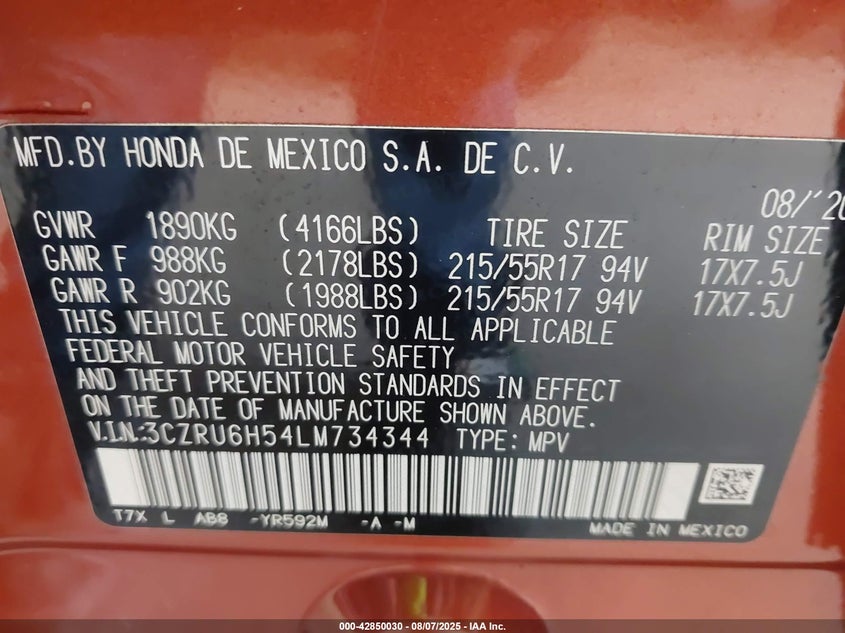 MFD.BY HONDA DE MEXICO S.A. DE C.V.
08/'20
GVWR 1890KG (4166LBS) TIRE SIZE RIM SIZE
GAWR F 988KG (2178LBS) 215/55R17 94V 17X7.5J
GAWR R 902KG (1988LBS) 215/55R17 94V 17X7.5J
THIS VEHICLE CONFORMS TO ALL APPLICABLE
FEDERAL MOTOR VEHICLE SAFETY
AND THEFT PREVENTION STANDARDS IN EFFECT
ON THE DATE OF MANUFACTURE SHOWN ABOVE.
V.I.N.:3CZRU6H54LM734344 TYPE: MPV
T7X L AB8 -YR592M -A -M
MADE IN MEXICO
000-42850030 - 08/07/2025 - IAA Inc.